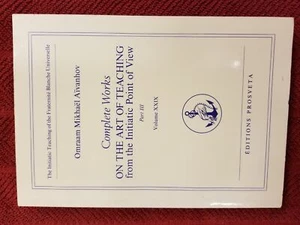 The Initiatic Teaching of the Fraternité Blanche Universelle
Omraam Mikhaël Aïvanhov
Complete Works
ON THE ART OF TEACHING
from the Initiatic Point of View
Part III
Volume XXIX
ÉDITIONS PROSVETA